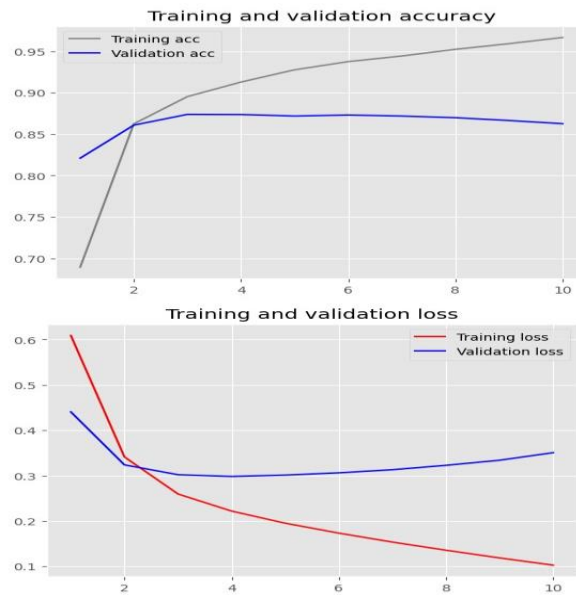 Training and validation accuracy
Training acc
Validation acc
0.95
0.90
0.85
0.80
0.75
0.70
2 4 6 8 10
Training and validation loss
Training loss
Validation loss
0.6
0.5
0.4
0.3
0.2
0.1
2 4 6 8 10